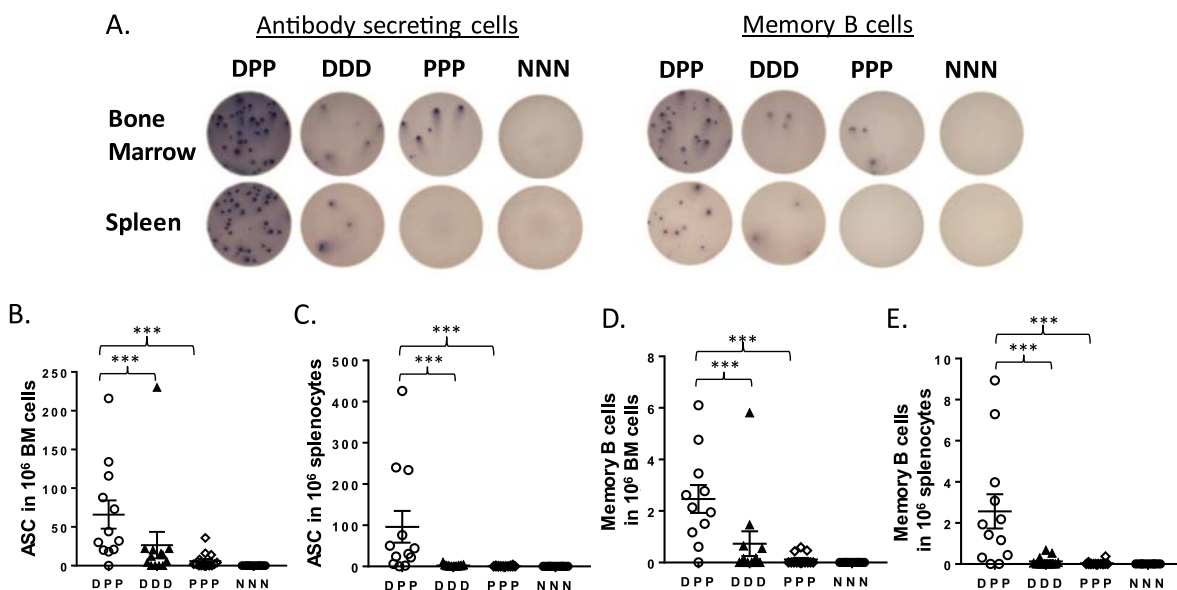 A.
Antibody secreting cells
Memory B cells
DPP DDD PPP NNN
DPP DDD PPP NNN
Bone
Marrow
Spleen
B.
***
***
ASC in 10⁶ BM cells
250
200
150
100
50
0
DPP DDD PPP NNN
C.
***
***
ASC in 10⁶ splenocytes
500
400
300
200
100
0
DPP DDD PPP NNN
D.
***
***
Memory B cells
in 10⁶ BM cells
8
6
4
2
0
DPP DDD PPP NNN
E.
***
***
Memory B cells
in 10⁶ splenocytes
10
8
6
4
2
0
DPP DDD PPP NNN